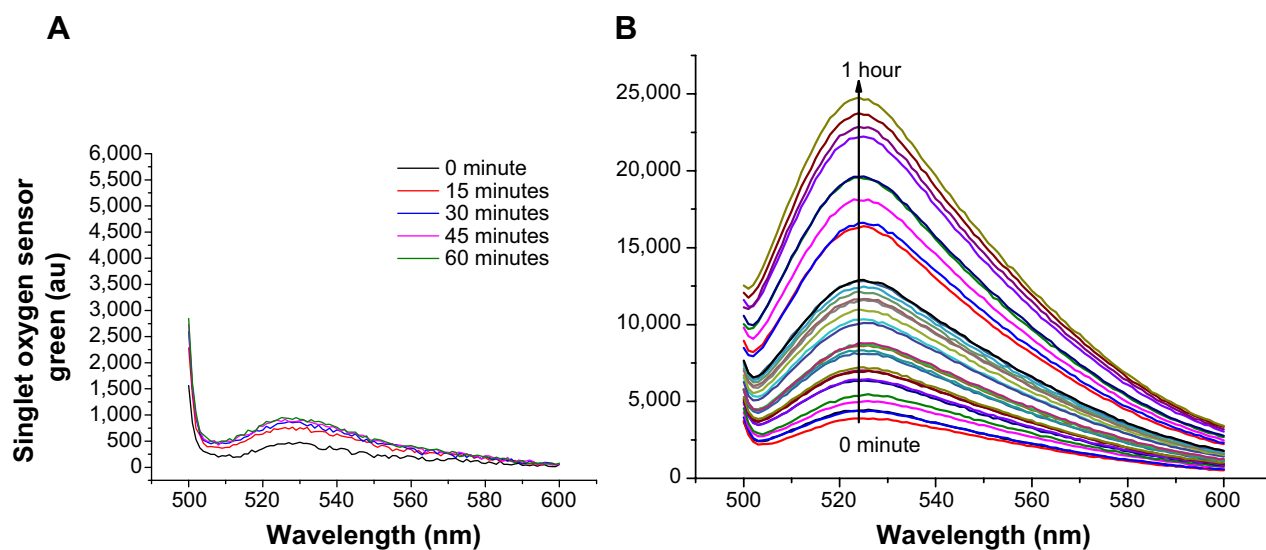 A
B
Singlet oxygen sensor
green (au)
6,000
5,500
5,000
4,500
4,000
3,500
3,000
2,500
2,000
1,500
1,000
500
0
0 minute
15 minutes
30 minutes
45 minutes
60 minutes
500 520 540 560 580 600
Wavelength (nm)
25,000
20,000
15,000
10,000
5,000
0
1 hour
0 minute
500 520 540 560 580 600
Wavelength (nm)